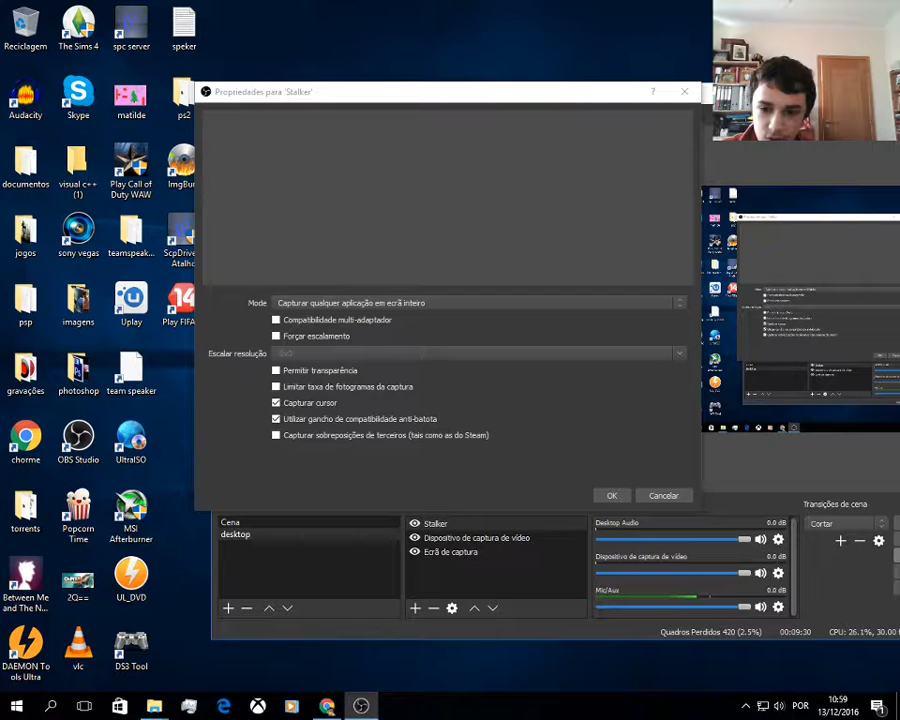 Reciclagem
The Sims 4
spc server
speker
Audacity
Skype
matilde
ps2
documentos
visual c++
(1)
Play Call of
Duty WAW
ImgBur
jogos
sony vegas
teamspeak...
ScpDrive
Atalho
psp
imagens
Uplay
Play FIFA
gravações
photoshop
team speaker
chorme
OBS Studio
UltraISO
torrents
Popcorn
Time
MSI
Afterburner
Between Me
and The N...
2Q==
UL_DVD
DAEMON To
ols Ultra
vlc
DS3 Tool
Propriedades para 'Stalker'
?
Mode
Capturar qualquer aplicação em ecrã inteiro
Compatibilidade multi-adaptador
Forçar escalamento
Escalar resolução
Permitir transparência
Limitar taxa de fotogramas da captura
Capturar cursor
Utilizar gancho de compatibilidade anti-batota
Capturar sobreposições de terceiros (tais como as do Steam)
OK
Cancelar
Cena
desktop
Stalker
Dispositivo de captura de vídeo
Ecrã de captura
Desktop Audio
0.0 dB
Dispositivo de captura de vídeo
0.0 dB
Mic/Aux
0.0 dB
Transições de cena
Cortar
Quadros Perdidos 420 (2.5%)
00:09:30
CPU: 26.1%, 30.00
POR
10:59
13/12/2016